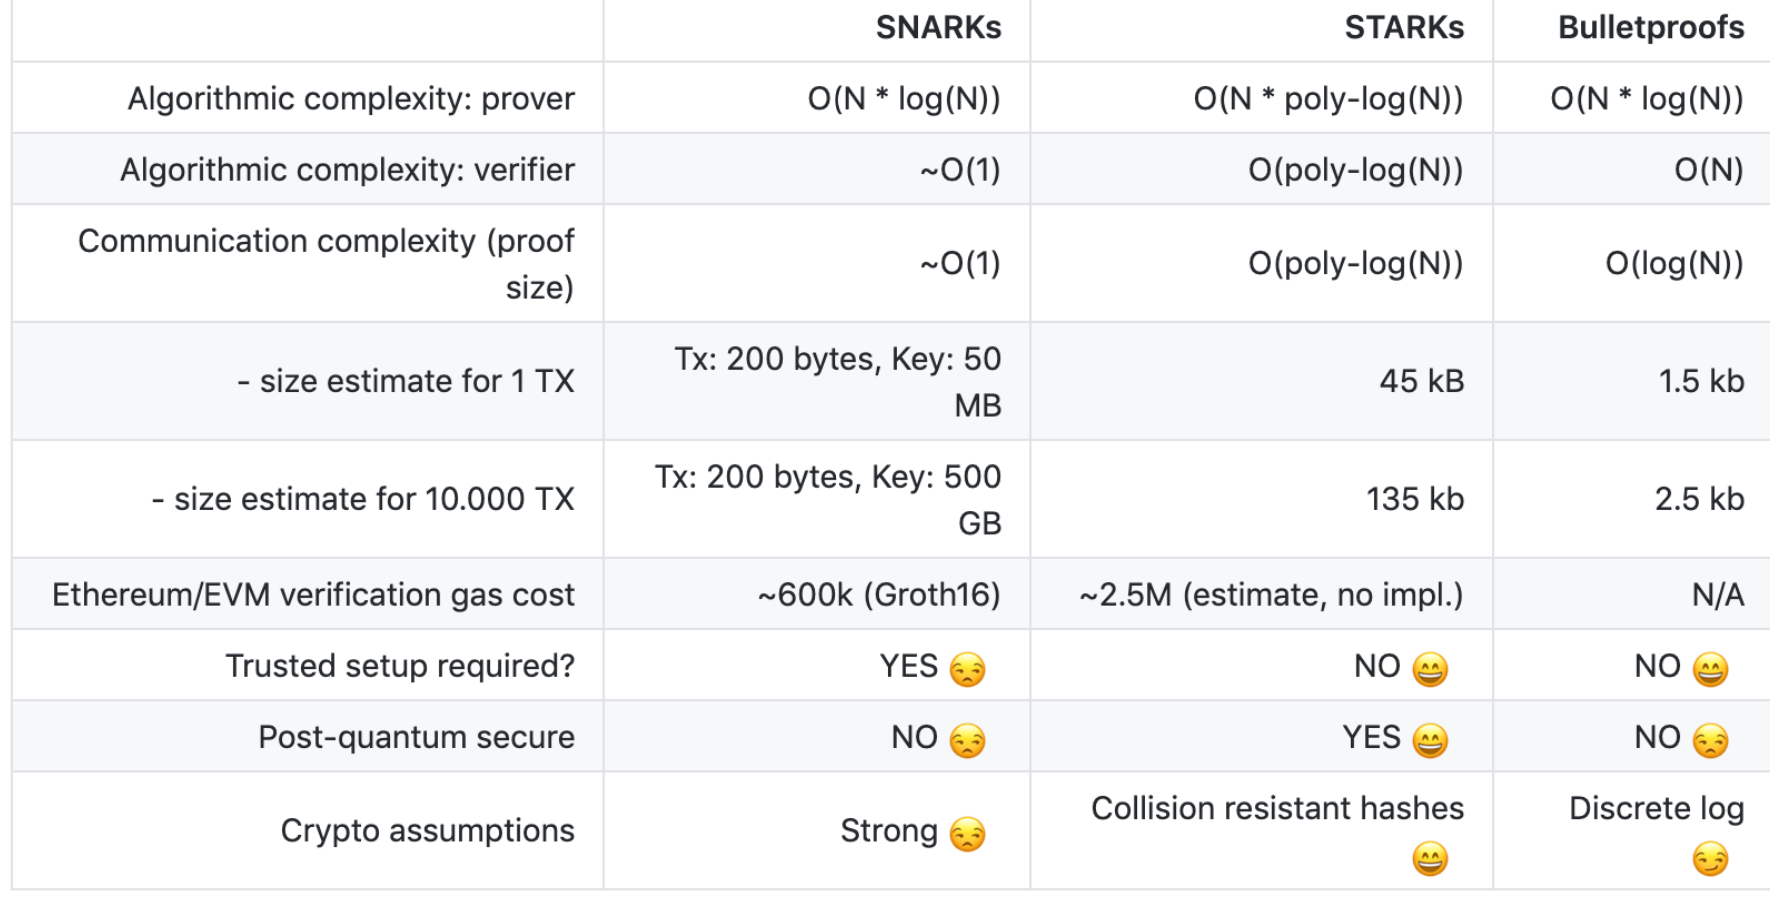 SNARKs STARKs Bulletproofs
Algorithmic complexity: prover O(N * log(N)) O(N * poly-log(N)) O(N * log(N))
Algorithmic complexity: verifier ~O(1) O(poly-log(N)) O(N)
Communication complexity (proof
size) ~O(1) O(poly-log(N)) O(log(N))
- size estimate for 1 TX Tx: 200 bytes, Key: 50
MB 45 kB 1.5 kb
- size estimate for 10.000 TX Tx: 200 bytes, Key: 500
GB 135 kb 2.5 kb
Ethereum/EVM verification gas cost ~600k (Groth16) ~2.5M (estimate, no impl.) N/A
Trusted setup required? YES 😒 NO 😄 NO 😄
Post-quantum secure NO 😒 YES 😄 NO 😒
Crypto assumptions Strong 😒 Collision resistant hashes
😄 Discrete log
😏